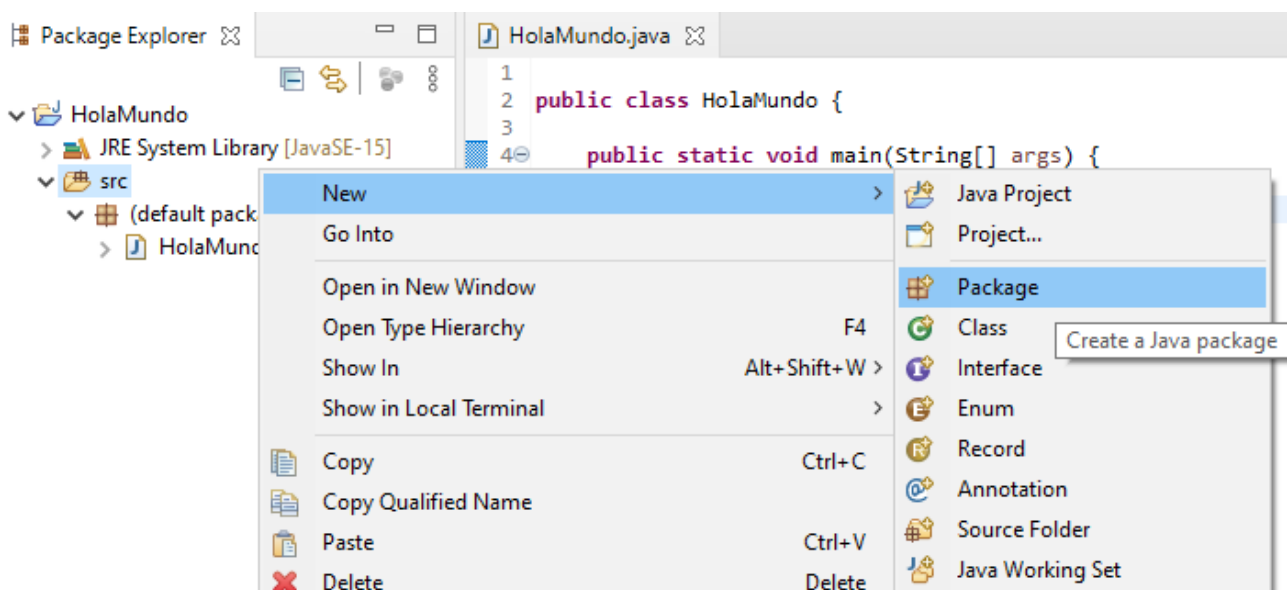 Package Explorer
HolaMundo
JRE System Library [JavaSE-15]
src
(default pack
HolaMund
HolaMundo.java
1
2 public class HolaMundo {
3
4 public static void main(String[] args) {
New
Go Into
Open in New Window
Open Type Hierarchy F4
Show In Alt+Shift+W >
Show in Local Terminal
Copy Ctrl+C
Copy Qualified Name
Paste Ctrl+V
Delete Delete
Java Project
Project...
Package
Class
Create a Java package
Interface
Enum
Record
Annotation
Source Folder
Java Working Set